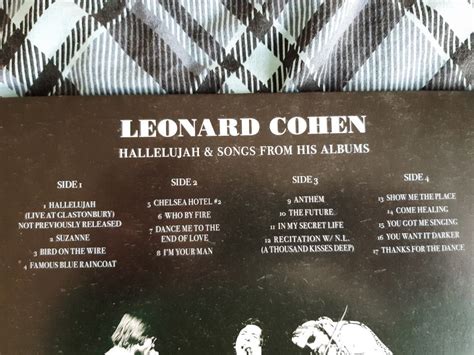 LEONARD COHEN
HALLELUJAH & SONGS FROM HIS ALBUMS
SIDE 1
1 HALLELUJAH
(LIVE AT GLASTONBURY)
NOT PREVIOUSLY RELEASED
2 SUZANNE
3 BIRD ON THE WIRE
4 FAMOUS BLUE RAINCOAT
SIDE 2
5 CHELSEA HOTEL #2
6 WHO BY FIRE
7 DANCE ME TO THE
END OF LOVE
8 I'M YOUR MAN
SIDE 3
9 ANTHEM
10 THE FUTURE
11 IN MY SECRET LIFE
12 RECITATION W/ N.L.
(A THOUSAND KISSES DEEP)
SIDE 4
13 SHOW ME THE PLACE
14 COME HEALING
15 YOU GOT ME SINGING
16 YOU WANT IT DARKER
17 THANKS FOR THE DANCE